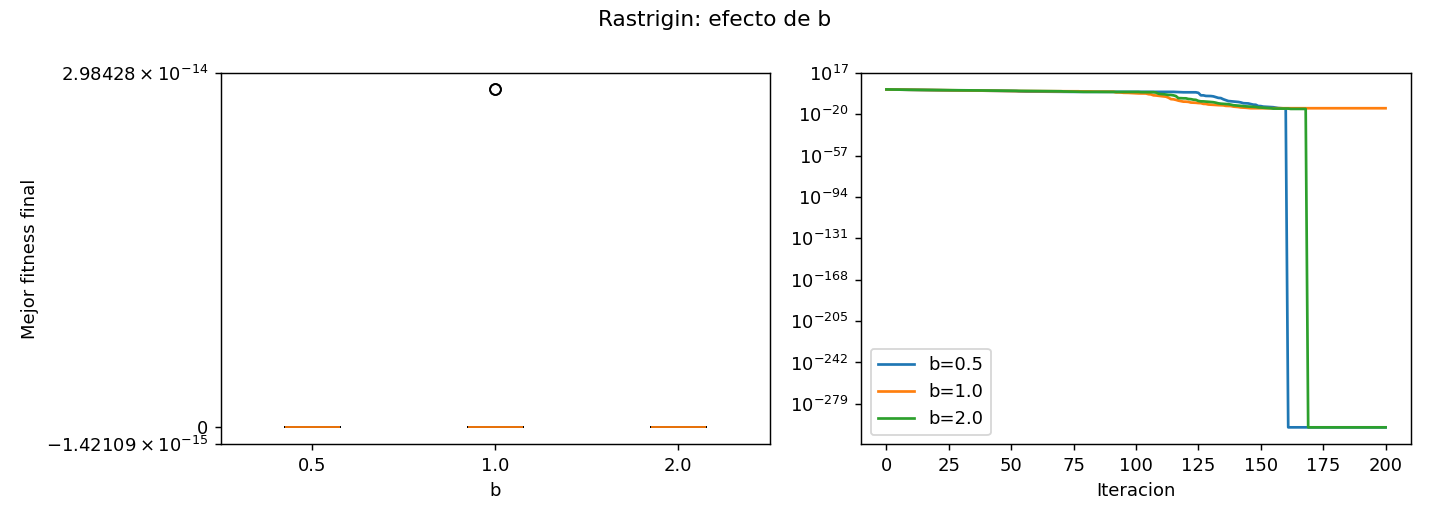 Rastrigin: efecto de b
Mejor fitness final
2.98428 × 10⁻¹⁴
0
−1.42109 × 10⁻¹⁵
0.5 1.0 2.0
b
10¹⁷
10⁻²⁰
10⁻⁵⁷
10⁻⁹⁴
10⁻¹³¹
10⁻¹⁶⁸
10⁻²⁰⁵
10⁻²⁴²
10⁻²⁷⁹
b=0.5
b=1.0
b=2.0
0 25 50 75 100 125 150 175 200
Iteracion